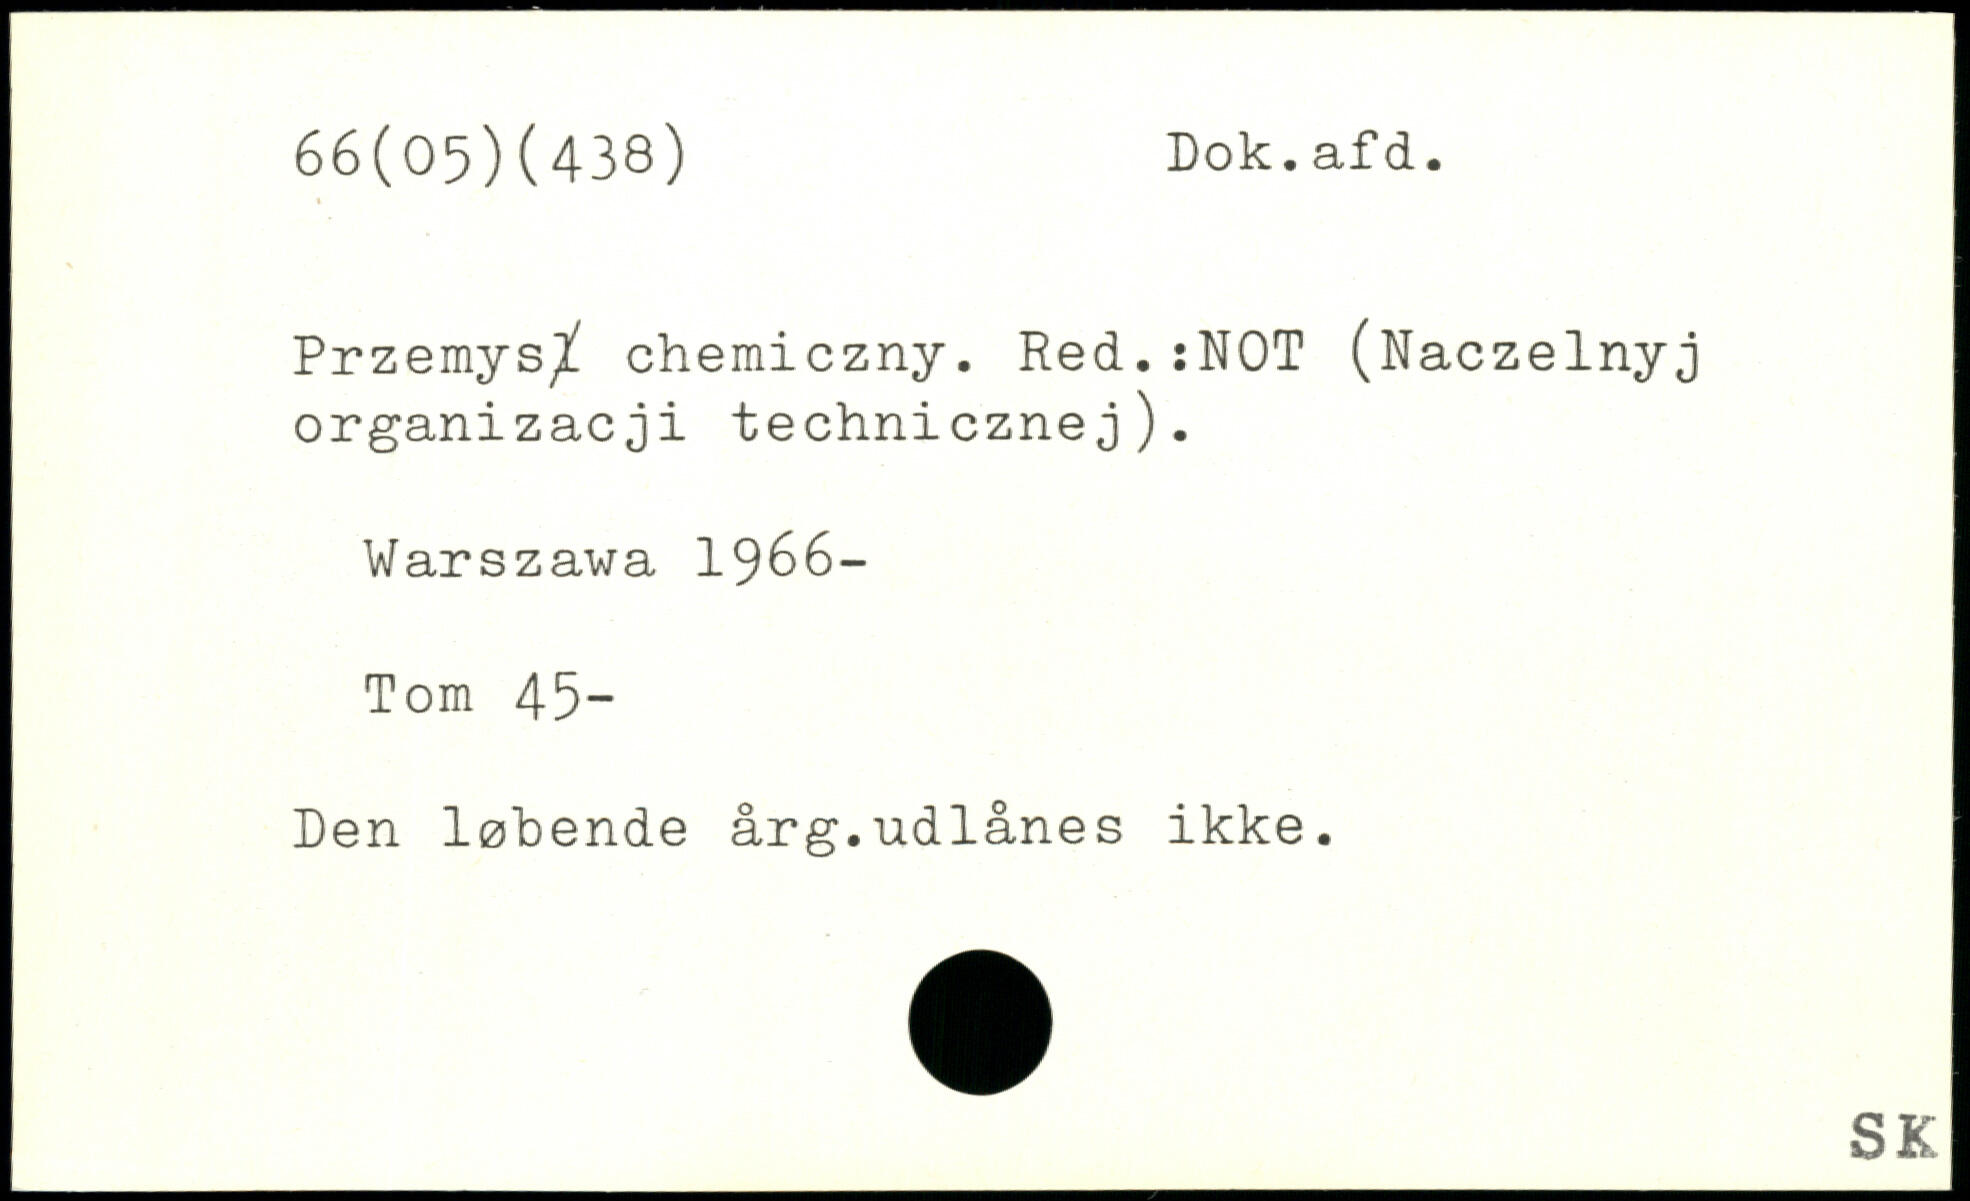 66(05)(438) Dok.afd.
Przemysł chemiczny. Red.:NOT (Naczelnyj
organizacji technicznej).
Warszawa 1966-
Tom 45-
Den løbende årg.udlånes ikke.
SK